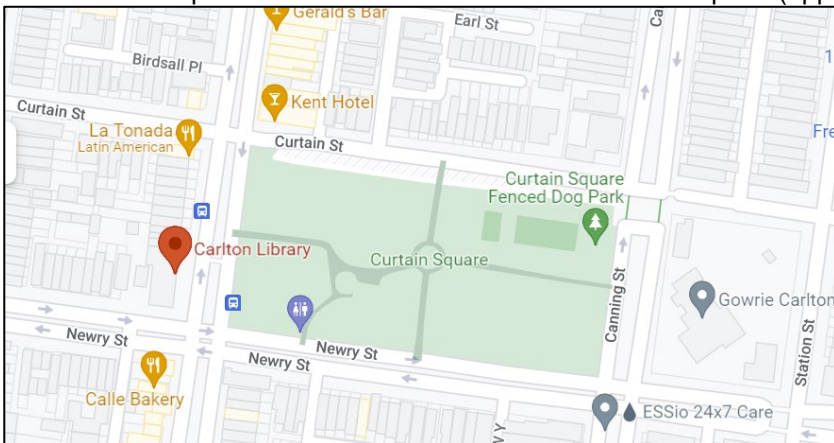 Gerald's Bar
Earl St
Birdsall Pl
Kent Hotel
Curtain St
La Tonada
Latin American
Curtain St
Curtain Square
Fenced Dog Park
Carlton Library
Curtain Square
Canning St
Gowrie Carlton
Station St
Newry St
Newry St
Newry St
Calle Bakery
ESSio 24x7 Care